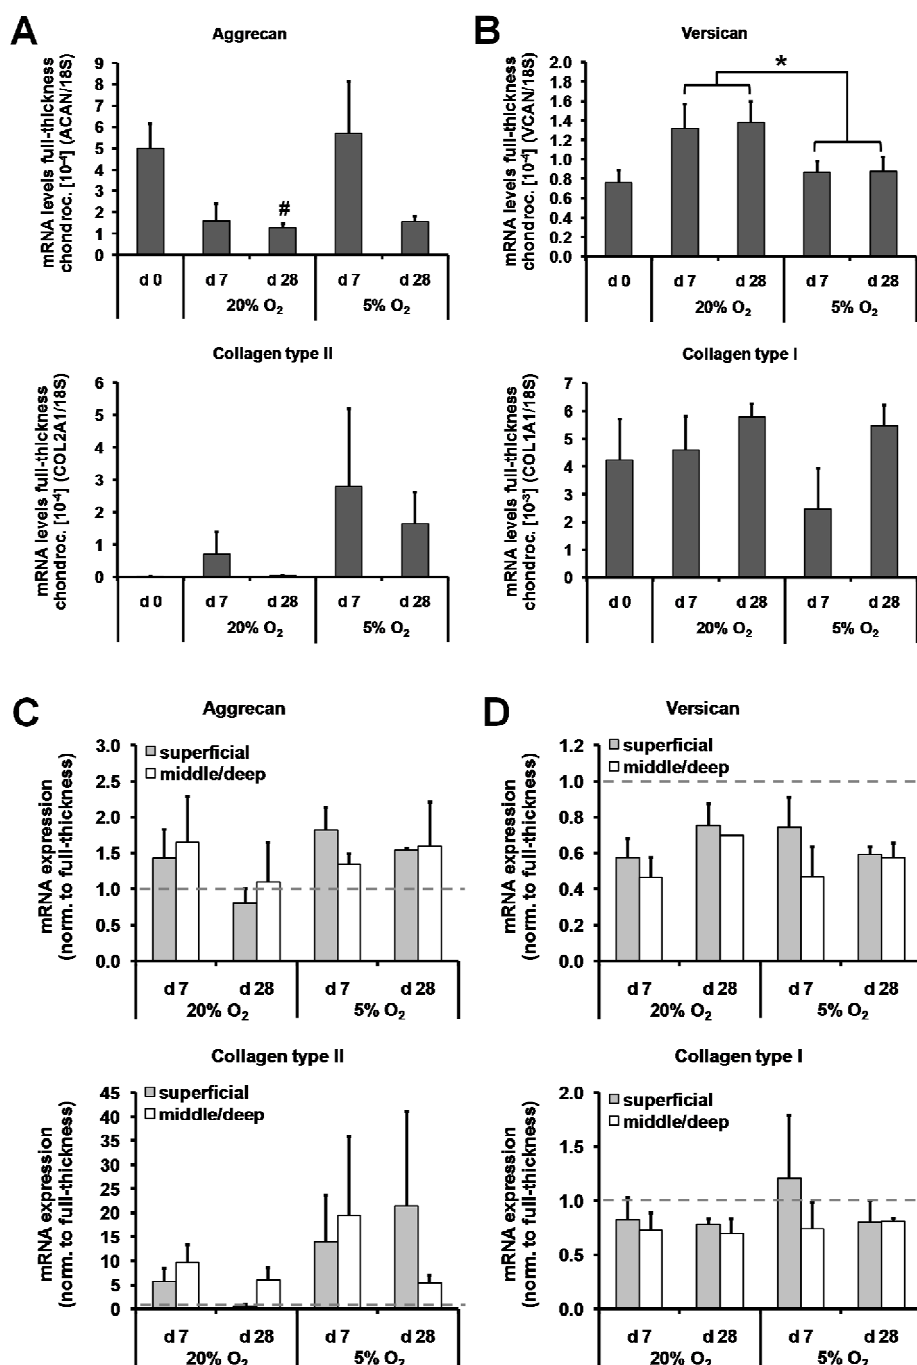 A
Aggrecan
mRNA levels full-thickness
chondroc. [10⁻⁴] (ACAN/18S)
9
8
7
6
5
4
3
2
1
0
#
d 0
d 7
d 28
d 7
d 28
20% O₂
5% O₂
B
Versican
mRNA levels full-thickness
chondroc. [10⁻⁴] (VCAN/18S)
2.0
1.8
1.6
1.4
1.2
1.0
0.8
0.6
0.4
0.2
0.0
*
d 0
d 7
d 28
d 7
d 28
20% O₂
5% O₂
Collagen type II
mRNA levels full-thickness
chondroc. [10⁻⁴] (COL2A1/18S)
6
5
4
3
2
1
0
d 0
d 7
d 28
d 7
d 28
20% O₂
5% O₂
Collagen type I
mRNA levels full-thickness
chondroc. [10⁻³] (COL1A1/18S)
7
6
5
4
3
2
1
0
d 0
d 7
d 28
d 7
d 28
20% O₂
5% O₂
C
Aggrecan
mRNA expression
(norm. to full-thickness)
3.0
2.5
2.0
1.5
1.0
0.5
0.0
superficial
middle/deep
d 7
d 28
d 7
d 28
20% O₂
5% O₂
D
Versican
mRNA expression
(norm. to full-thickness)
1.2
1.0
0.8
0.6
0.4
0.2
0.0
superficial
middle/deep
d 7
d 28
d 7
d 28
20% O₂
5% O₂
Collagen type II
mRNA expression
(norm. to full-thickness)
45
40
35
30
25
20
15
10
5
0
superficial
middle/deep
d 7
d 28
d 7
d 28
20% O₂
5% O₂
Collagen type I
mRNA expression
(norm. to full-thickness)
2.0
1.5
1.0
0.5
0.0
superficial
middle/deep
d 7
d 28
d 7
d 28
20% O₂
5% O₂